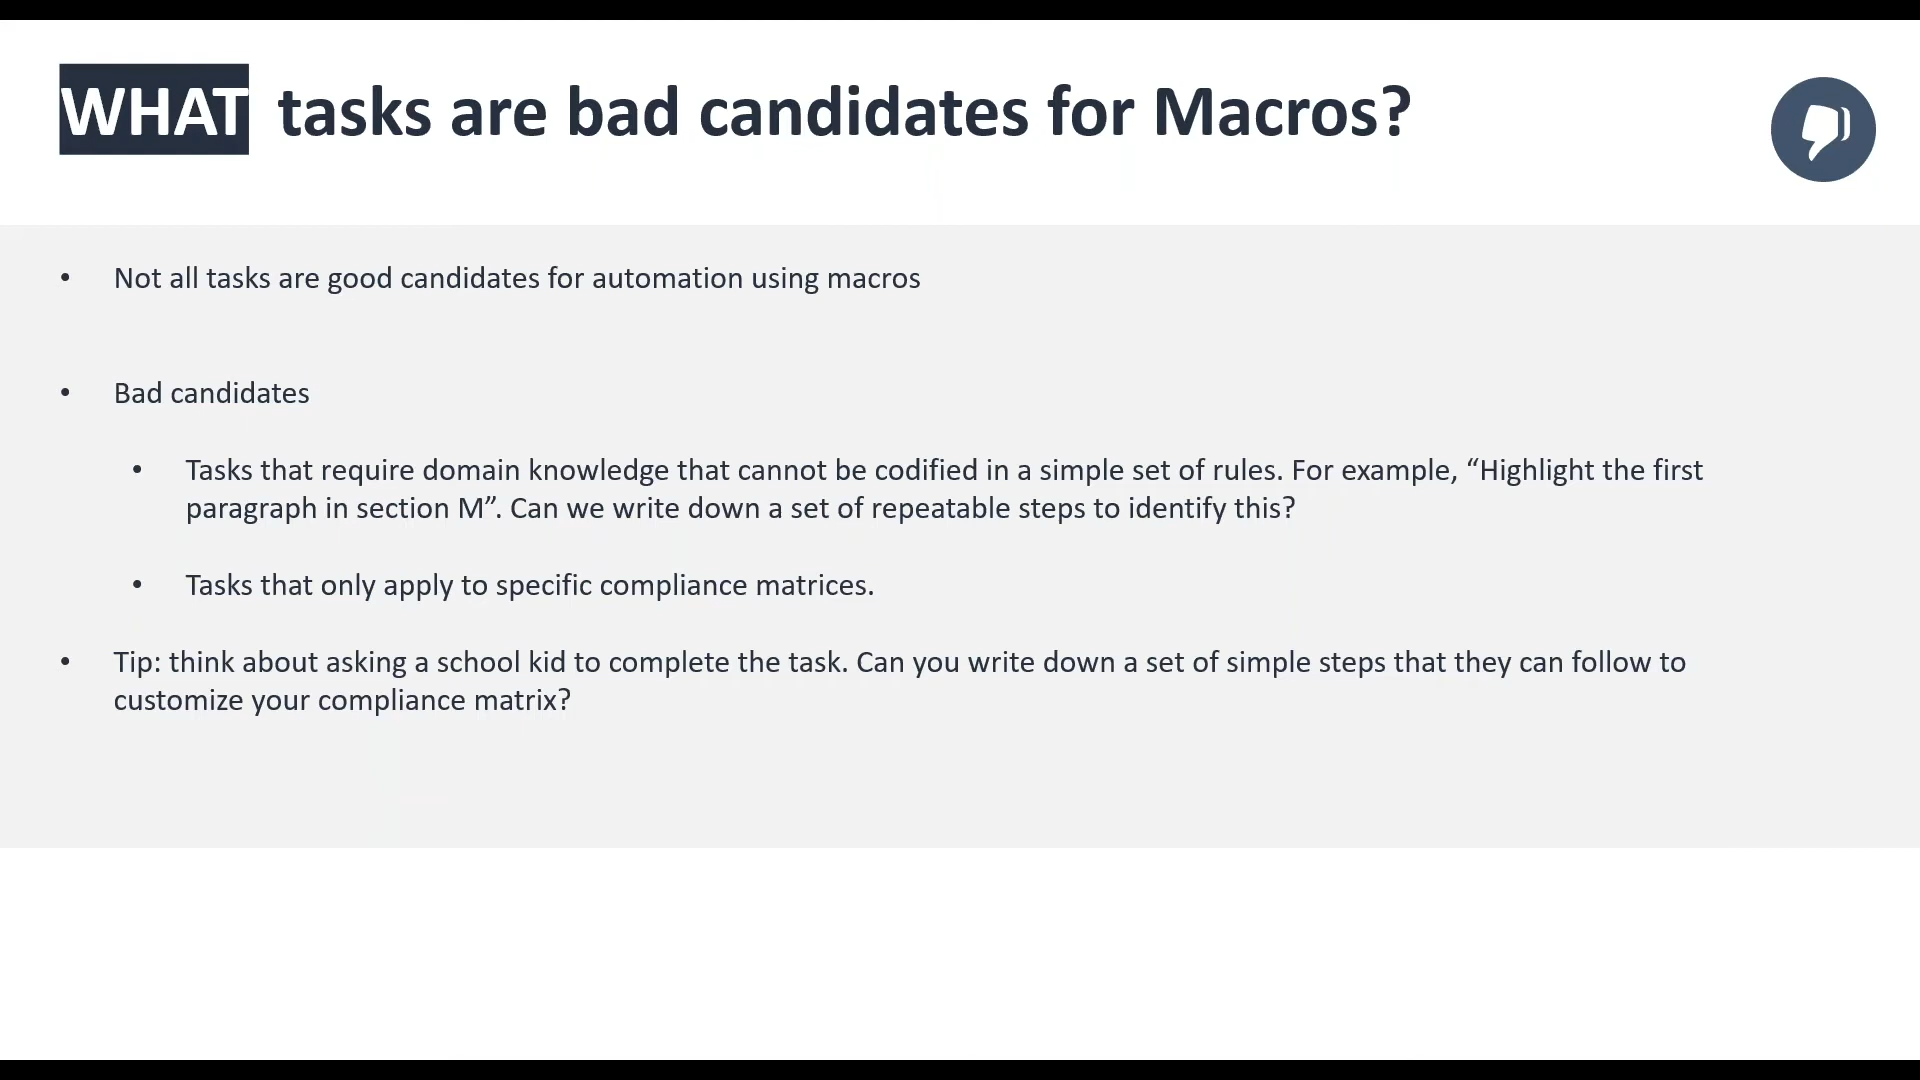 WHAT tasks are bad candidates for Macros?
• Not all tasks are good candidates for automation using macros
• Bad candidates
• Tasks that require domain knowledge that cannot be codified in a simple set of rules. For example, “Highlight the first
paragraph in section M”. Can we write down a set of repeatable steps to identify this?
• Tasks that only apply to specific compliance matrices.
• Tip: think about asking a school kid to complete the task. Can you write down a set of simple steps that they can follow to
customize your compliance matrix?